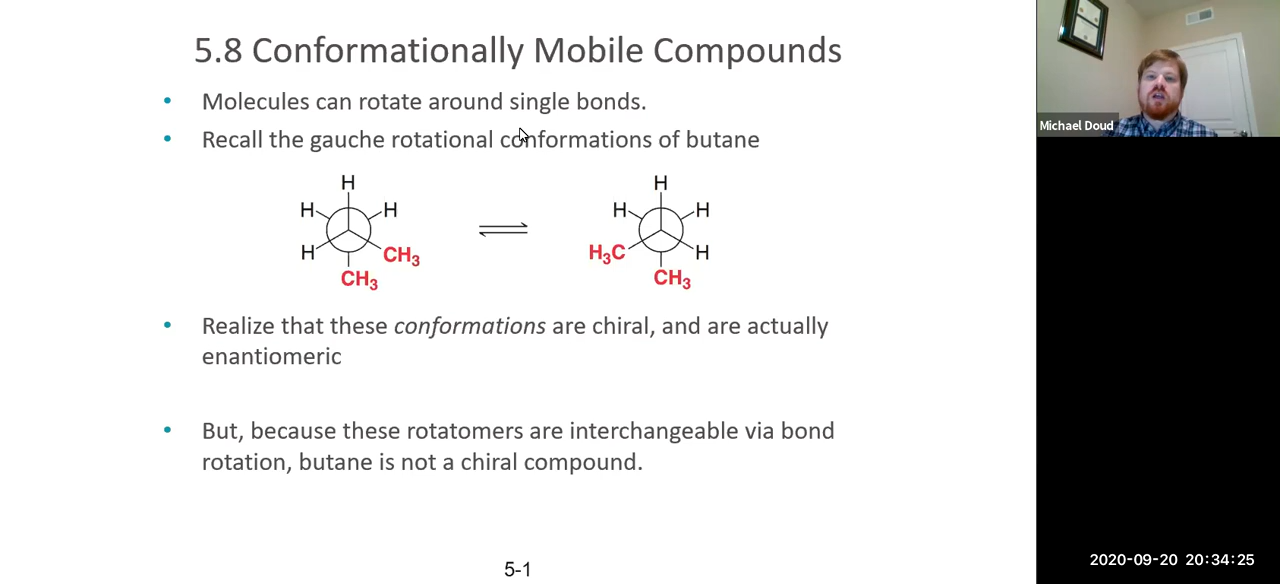 5.8 Conformationally Mobile Compounds
• Molecules can rotate around single bonds.
• Recall the gauche rotational conformations of butane
H H
H H H H
H CH3 H3C H
CH3 CH3
• Realize that these conformations are chiral, and are actually
enantiomeric
• But, because these rotatomers are interchangeable via bond
rotation, butane is not a chiral compound.
5-1
Michael Doud
2020-09-20 20:34:25